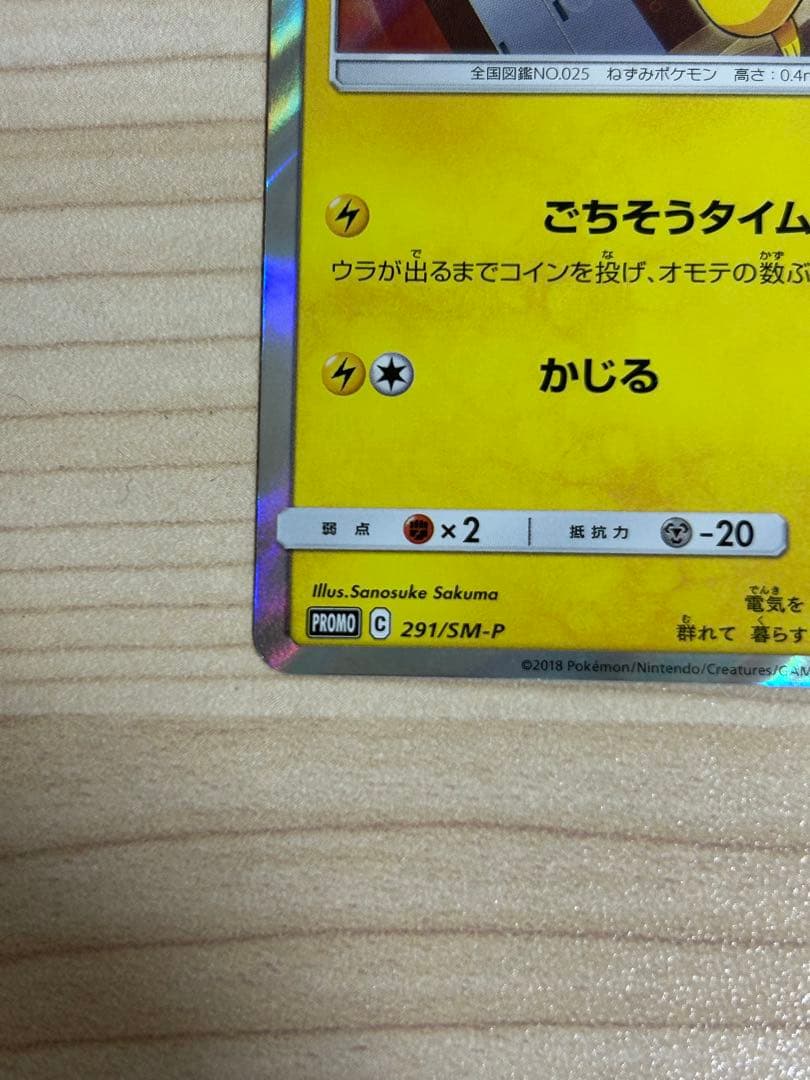 全国図鑑NO.025 ねずみポケモン 高さ:0.4m
ごちそうタイム
ウラが出るまでコインを投げ、オモテの数ぶ
かじる
弱点 ×2 抵抗力 -20
Illus.Sanosuke Sakuma
電気を
PROMO C 291/SM-P
群れて 暮らす
©2018 Pokémon/Nintendo/Creatures/GAM